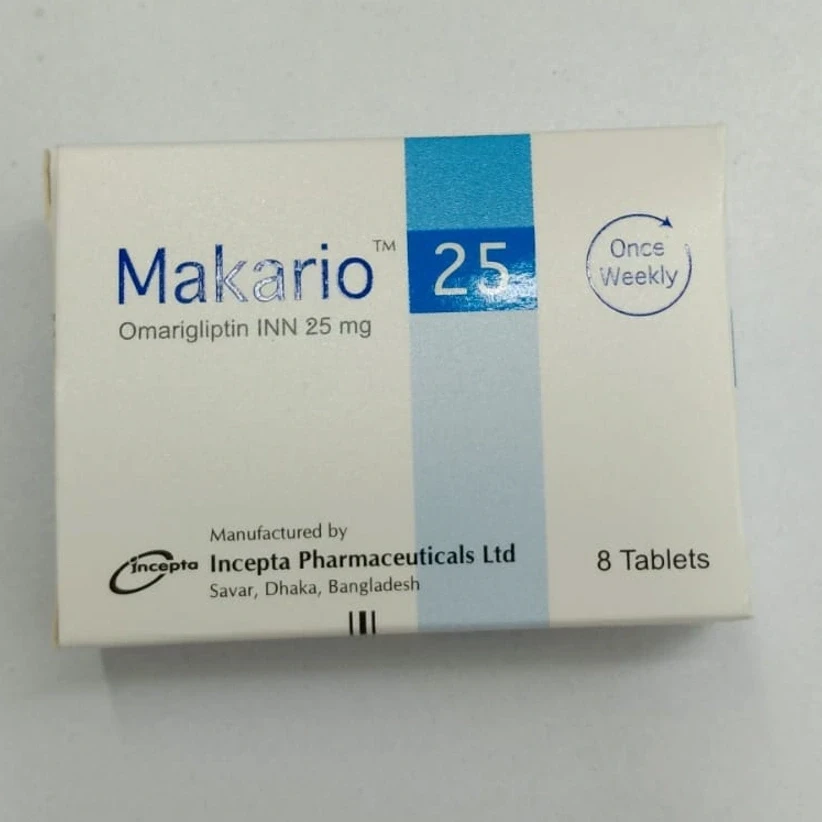 Makario™
25
Omarigliptin INN 25 mg
Once
Weekly
Manufactured by
incepta
Incepta Pharmaceuticals Ltd
Savar, Dhaka, Bangladesh
8 Tablets